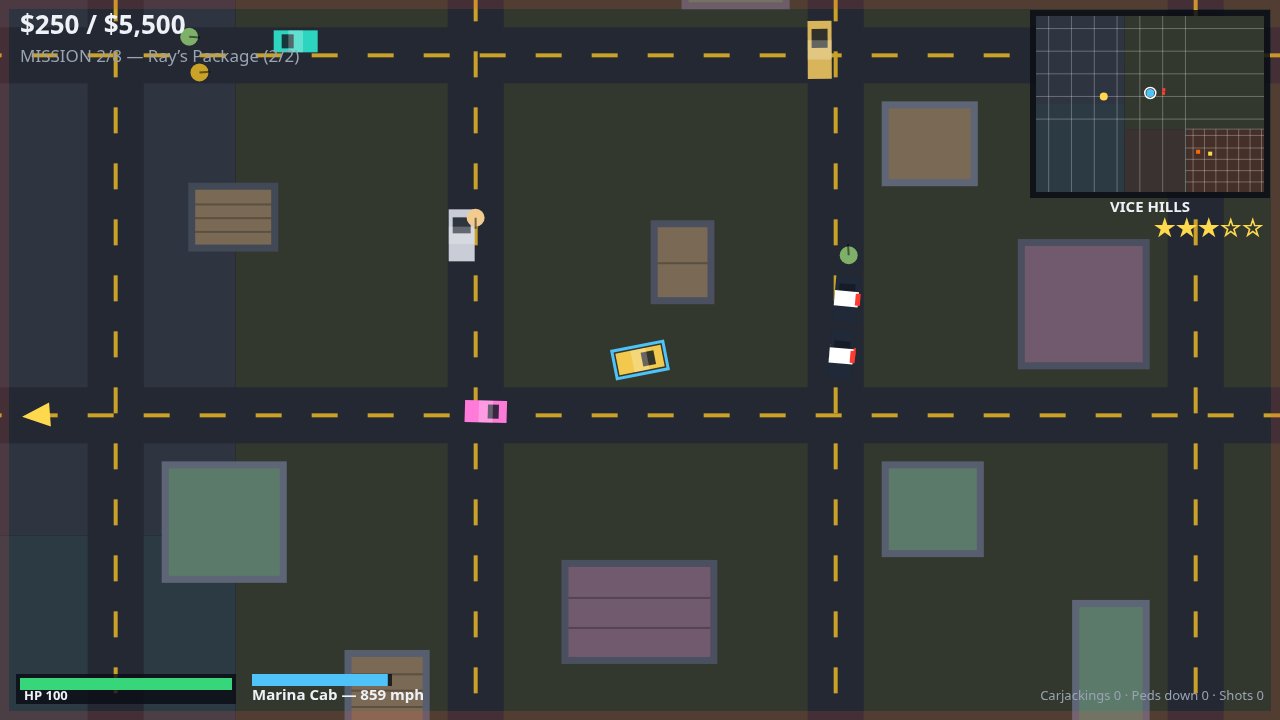 $250 / $5,500
MISSION 2/8 — Ray's Package (2/2)
VICE HILLS
★★★☆☆
HP 100
Marina Cab — 859 mph
Carjackings 0 · Peds down 0 · Shots 0